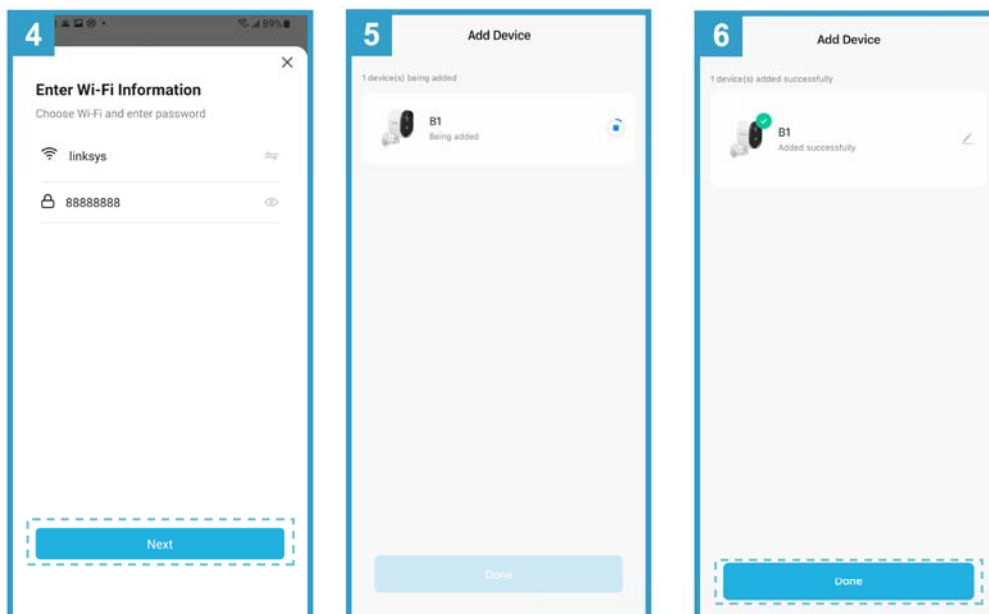 4
89%
Enter Wi-Fi Information
Choose Wi-Fi and enter password
linksys
88888888
Next
5
Add Device
1 device(s) being added
B1
Being added
Done
6
Add Device
1 device(s) added successfully
B1
Added successfully
Done